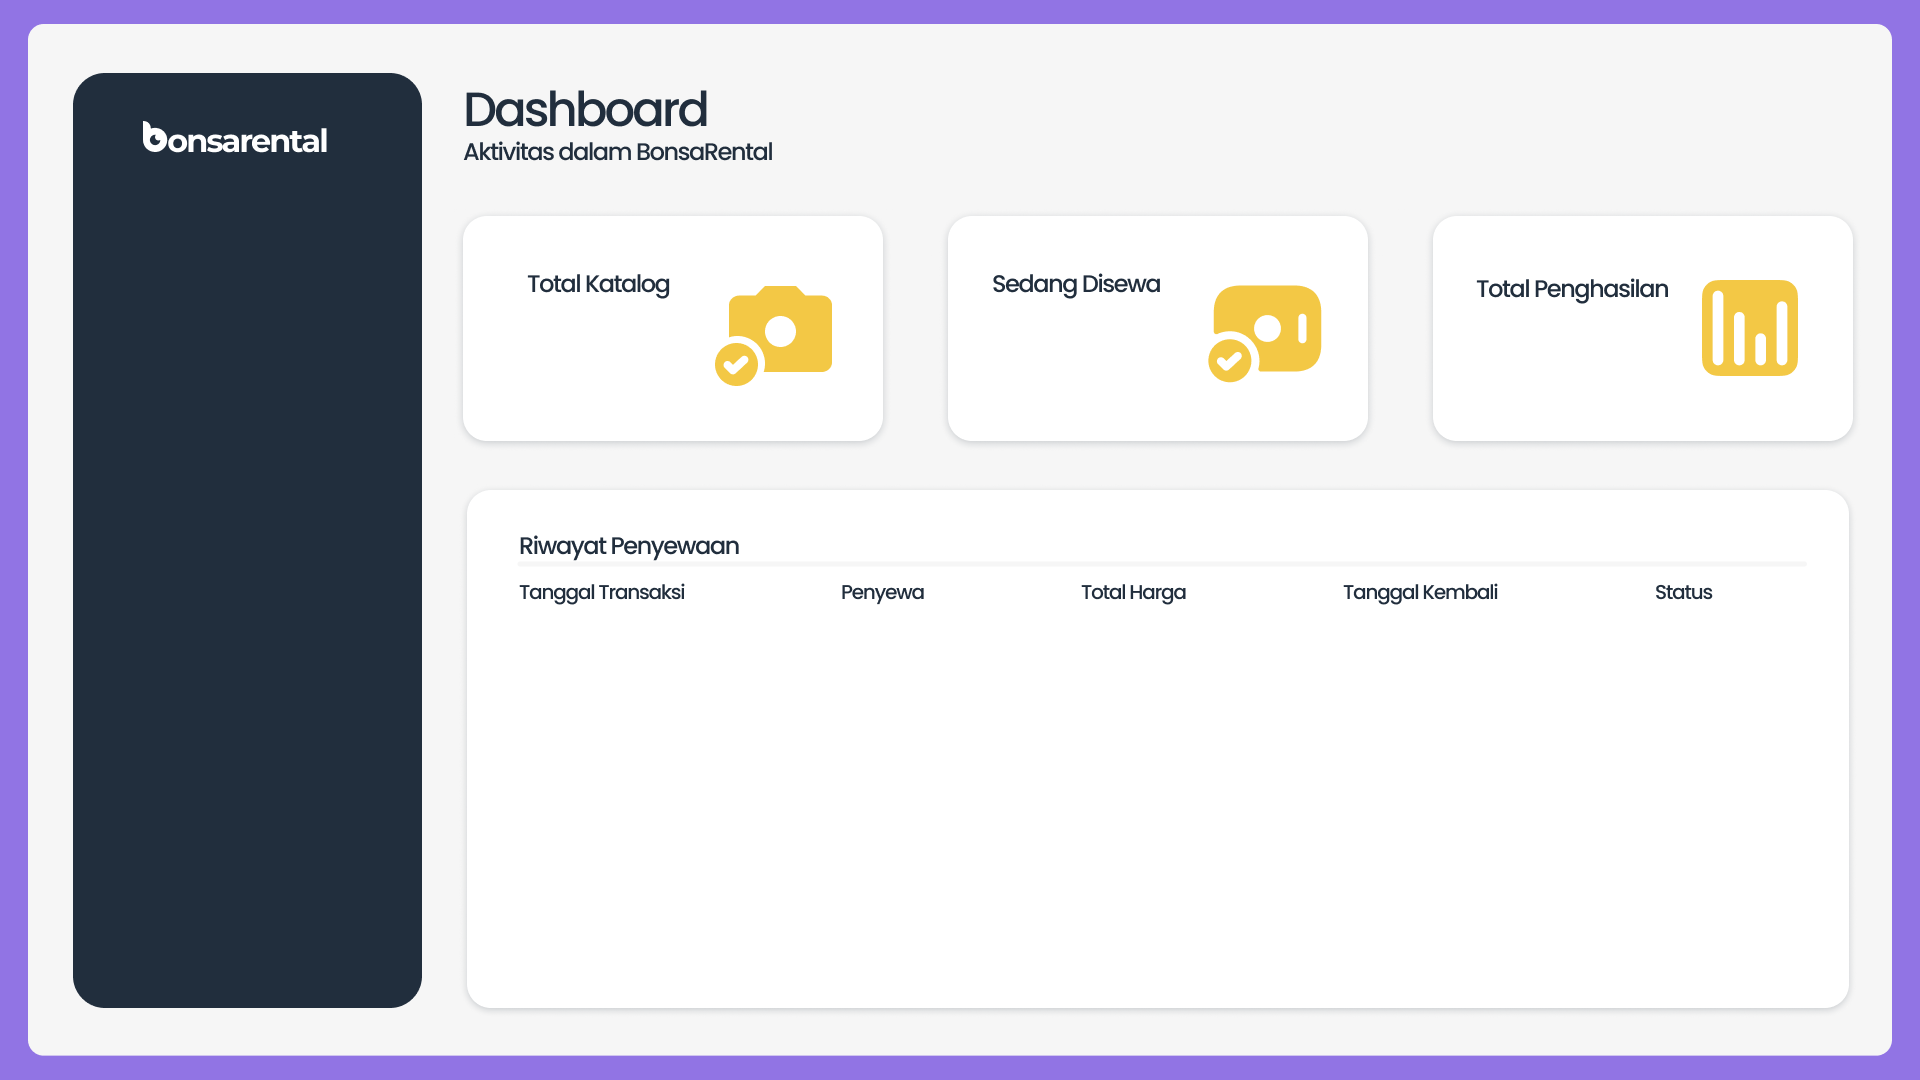 bonsarental
Dashboard
Aktivitas dalam BonsaRental
Total Katalog
Sedang Disewa
Total Penghasilan
Riwayat Penyewaan
Tanggal Transaksi Penyewa Total Harga Tanggal Kembali Status